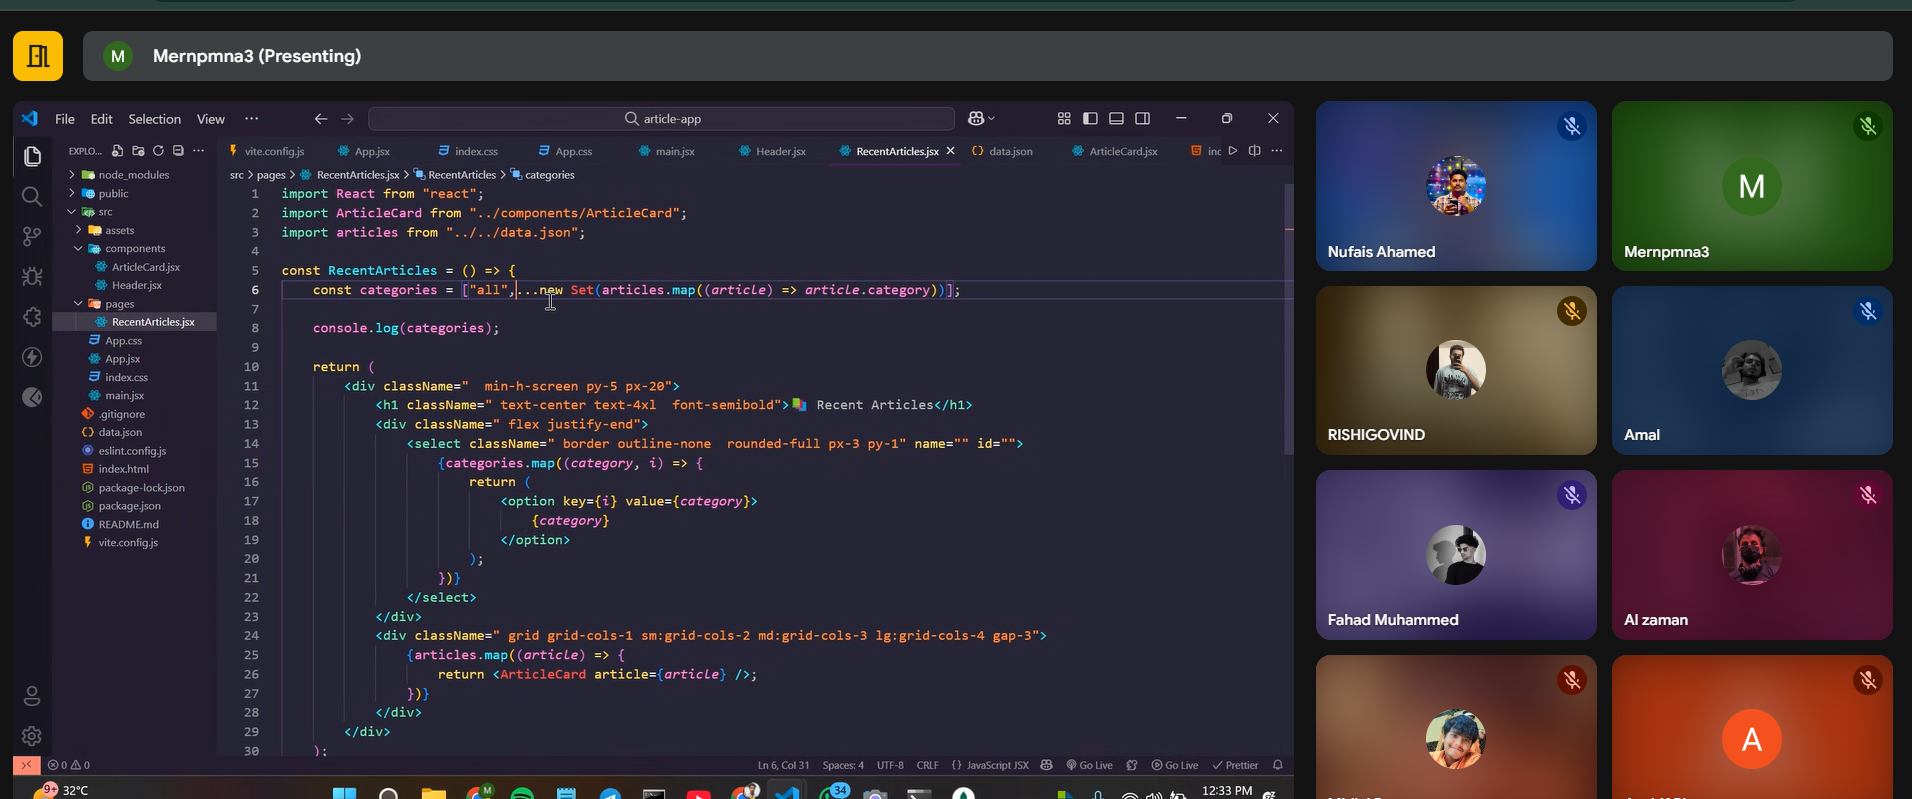 M Mernpmna3 (Presenting)
File Edit Selection View ··· article-app
EXPLO... vite.config.js App.jsx index.css App.css main.jsx Header.jsx RecentArticles.jsx data.json ArticleCard.jsx
src > pages > RecentArticles.jsx > RecentArticles > categories
node_modules
public
src
assets
components
ArticleCard.jsx
Header.jsx
pages
RecentArticles.jsx
App.css
App.jsx
index.css
main.jsx
.gitignore
data.json
eslint.config.js
index.html
package-lock.json
package.json
README.md
vite.config.js
1 import React from "react";
2 import ArticleCard from "../components/ArticleCard";
3 import articles from "../../data.json";
4
5 const RecentArticles = () => {
6 const categories = ["all",...new Set(articles.map((article) => article.category))];
7
8 console.log(categories);
9
10 return (
11 <div className="  min-h-screen py-5 px-20">
12 <h1 className=" text-center text-4xl  font-semibold">📚 Recent Articles</h1>
13 <div className=" flex justify-end">
14 <select className=" border outline-none  rounded-full px-3 py-1" name="" id="">
15 {categories.map((category, i) => {
16 return (
17 <option key={i} value={category}>
18 {category}
19 </option>
20 );
21 })}
22 </select>
23 </div>
24 <div className=" grid grid-cols-1 sm:grid-cols-2 md:grid-cols-3 lg:grid-cols-4 gap-3">
25 {articles.map((article) => {
26 return <ArticleCard article={article} />;
27 })}
28 </div>
29 </div>
30 );
0 0 Ln 6, Col 31 Spaces: 4 UTF-8 CRLF {} JavaScript JSX Go Live Go Live Prettier
9+ 32°C M 34 12:33 PM
Nufais Ahamed
M
Mernpmna3
RISHIGOVIND
Amal
Fahad Muhammed
Al zaman
A